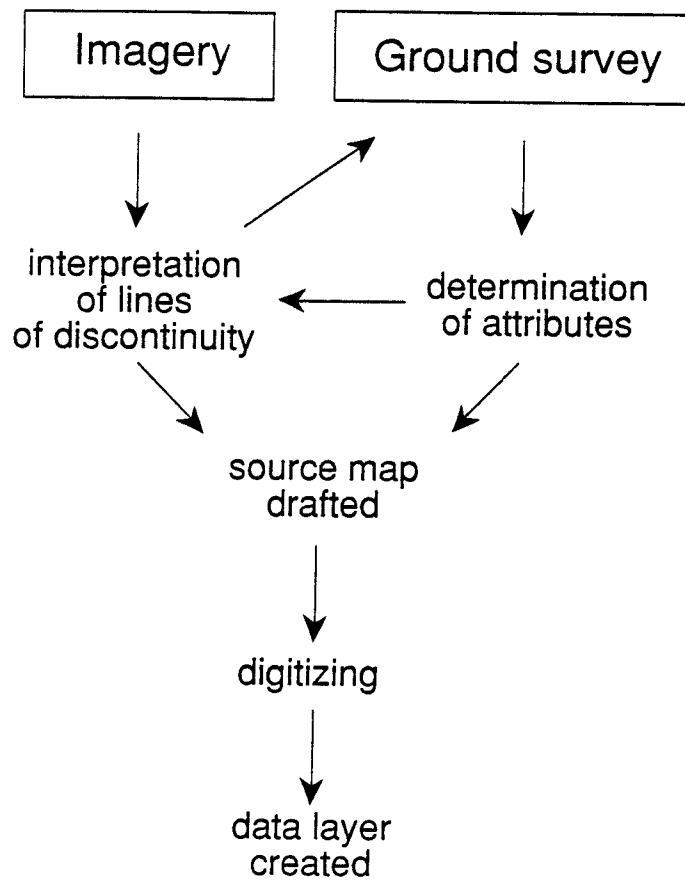 Imagery
Ground survey
interpretation
of lines
of discontinuity
determination
of attributes
source map
drafted
digitizing
data layer
created